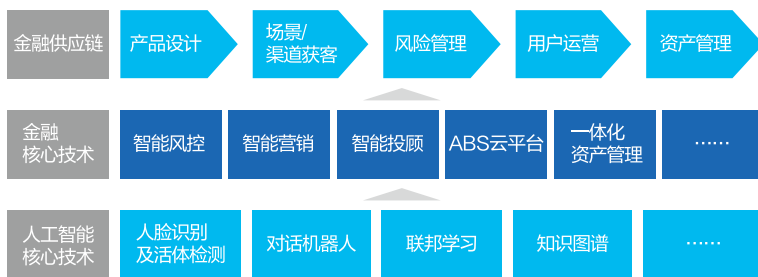 金融供应链
产品设计
场景/
渠道获客
风险管理
用户运营
资产管理
金融
核心技术
智能风控
智能营销
智能投顾
ABS云平台
一体化
资产管理
······
人工智能
核心技术
人脸识别
及活体检测
对话机器人
联邦学习
知识图谱
······